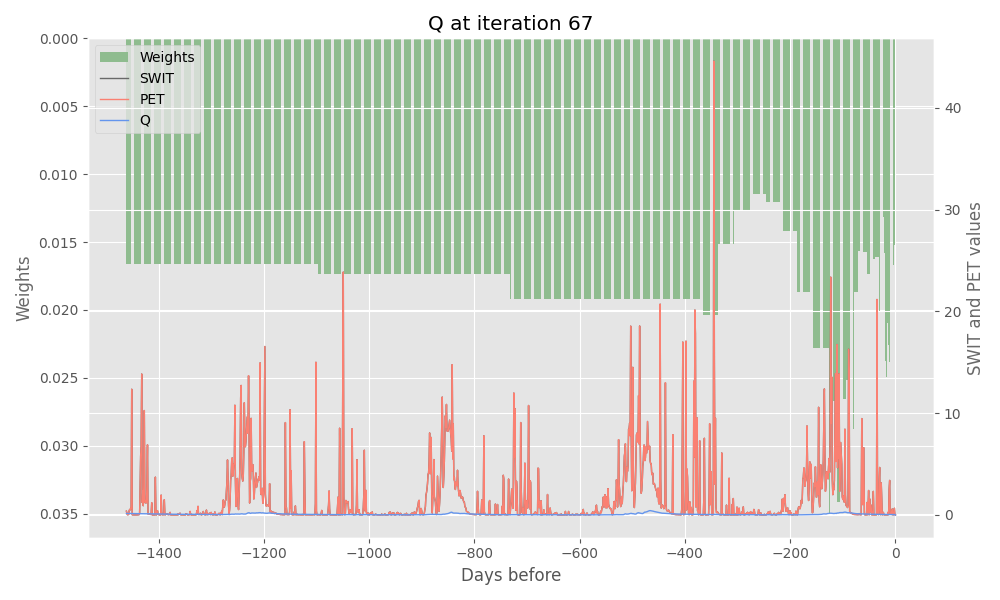 Q at iteration 67
Weights
SWIT
PET
Q
0.000
0.005
0.010
0.015
0.020
0.025
0.030
0.035
Weights
40
30
20
10
0
SWIT and PET values
−1400
−1200
−1000
−800
−600
−400
−200
0
Days before